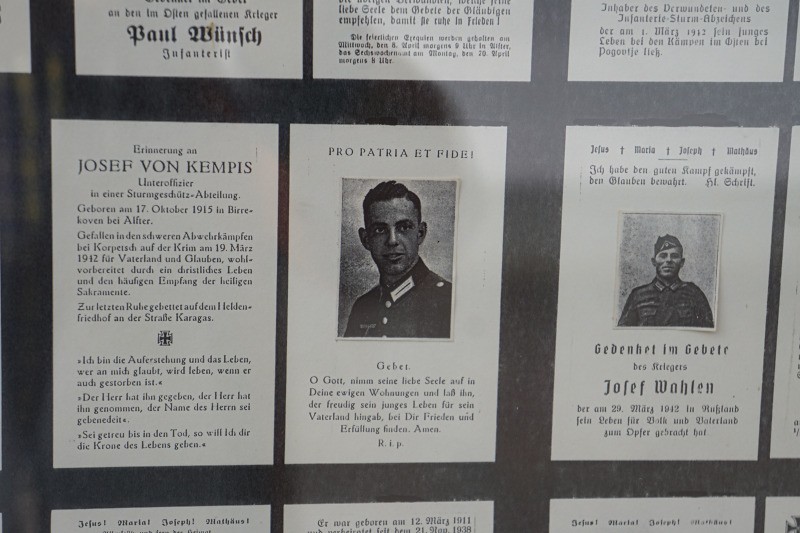 an den im Osten gefallenen Krieger
Paul Wünsch
Infanterist
liebe Seele dem Gebete der Gläubigen
empfehlen, damit sie ruhe in Frieden!
Die feierlichen Exequien werden gehalten am
Mittwoch, den 8. April morgens 9 Uhr in Alfter,
das Sechswochenamt am Montag, den 20. April
morgens 8 Uhr.
Inhaber des Verwundeten- und des
Infanterie-Sturm-Abzeichens
der am 1. März 1942 sein junges
Leben bei den Kämpfen im Osten bei
Pogostje ließ.
Erinnerung an
JOSEF VON KEMPIS
Unteroffizier
in einer Sturmgeschütz-Abteilung.
Geboren am 17. Oktober 1915 in Birre-
koven bei Alfter.
Gefallen in den schweren Abwehrkämpfen
bei Korpetsch auf der Krim am 19. März
1942 für Vaterland und Glauben, wohl-
vorbereitet durch ein christliches Leben
und den häufigen Empfang der heiligen
Sakramente.
Zur letzten Ruhe gebettet auf dem Helden-
friedhof an der Straße Karagas.
»Ich bin die Auferstehung und das Leben,
wer an mich glaubt, wird leben, wenn er
auch gestorben ist.«
»Der Herr hat ihn gegeben, der Herr hat
ihn genommen, der Name des Herrn sei
gebenedeit«.
»Sei getreu bis in den Tod, so will Ich dir
die Krone des Lebens geben.«
PRO PATRIA ET FIDE!
Gebet.
O Gott, nimm seine liebe Seele auf in
Deine ewigen Wohnungen und laß ihn,
der freudig sein junges Leben für sein
Vaterland hingab, bei Dir Frieden und
Erfüllung finden. Amen.
R. i. p.
Jesus † Maria † Joseph † Mathäus
Ich habe den guten Kampf gekämpft,
den Glauben bewahrt. Hl. Schrift.
Gedenket im Gebete
des Kriegers
Josef Wahlen
der am 29. März 1942 in Rußland
sein Leben für Volk und Vaterland
zum Opfer gebracht hat
Jesus! Maria! Joseph! Mathäus!
Er war geboren am 12. März 1911
und verheiratet seit dem 21. Nov. 1938
Jesus! Maria! Joseph! Mathäus!